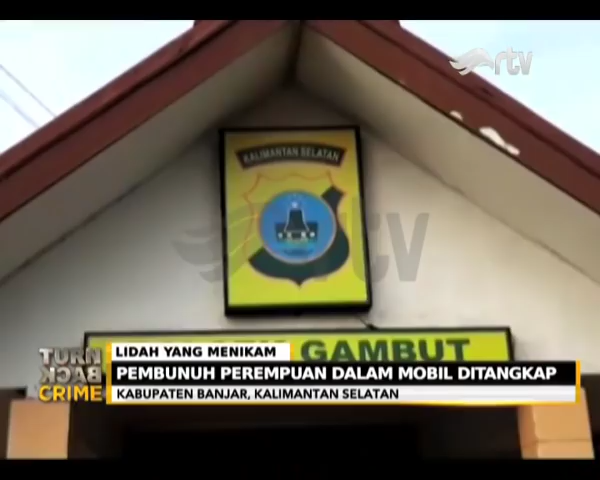 rtv
KALIMANTAN SELATAN
rtv
GAMBUT
LIDAH YANG MENIKAM
TURN BACK CRIME
PEMBUNUH PEREMPUAN DALAM MOBIL DITANGKAP
KABUPATEN BANJAR, KALIMANTAN SELATAN